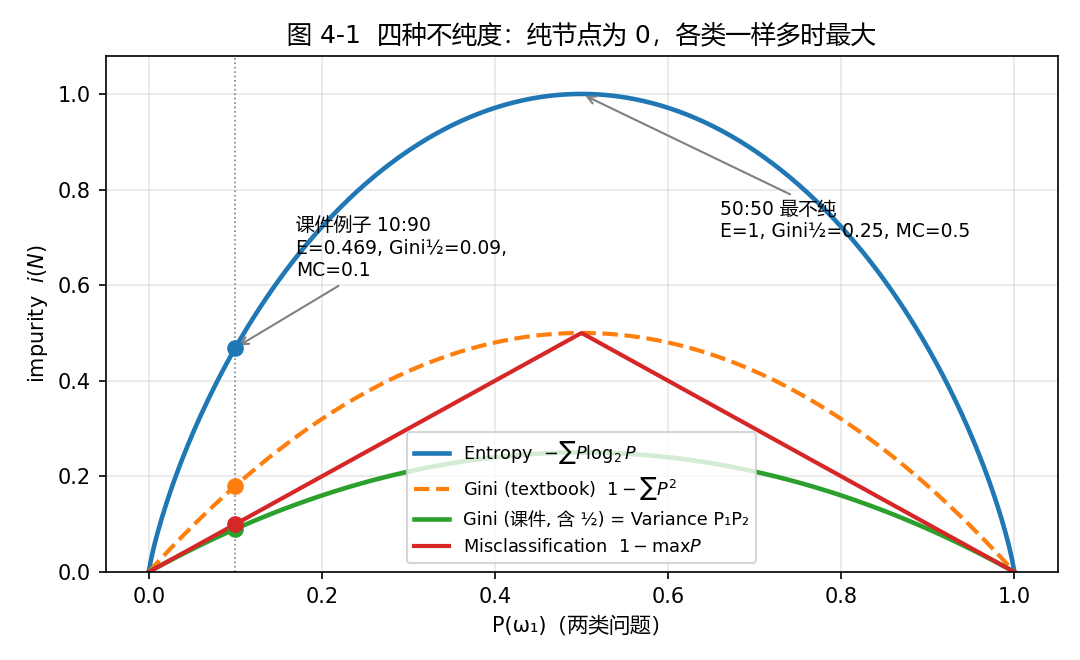 图 4-1 四种不纯度：纯节点为 0，各类一样多时最大
impurity i(N)
1.0
0.8
0.6
0.4
0.2
0.0
课件例子 10:90
E=0.469, Gini½=0.09,
MC=0.1
50:50 最不纯
E=1, Gini½=0.25, MC=0.5
Entropy −∑Plog₂P
Gini (textbook) 1−∑P²
Gini (课件, 含 ½) = Variance P₁P₂
Misclassification 1−maxP
0.0 0.2 0.4 0.6 0.8 1.0
P(ω₁)（两类问题）